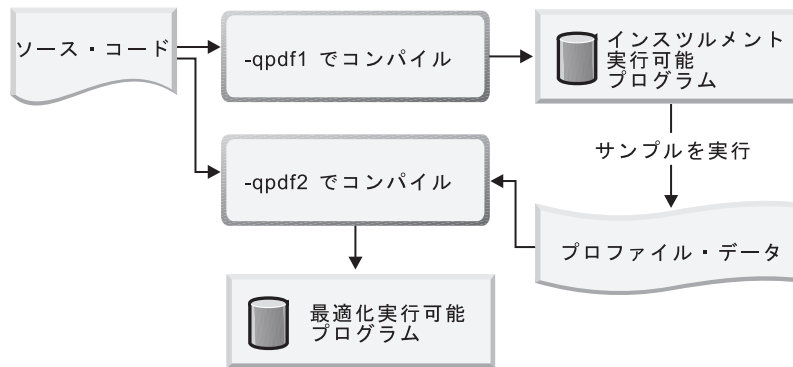 ソース・コード
-qpdf1 でコンパイル
インスツルメント
実行可能
プログラム
サンプルを実行
-qpdf2 でコンパイル
プロファイル・データ
最適化実行可能
プログラム